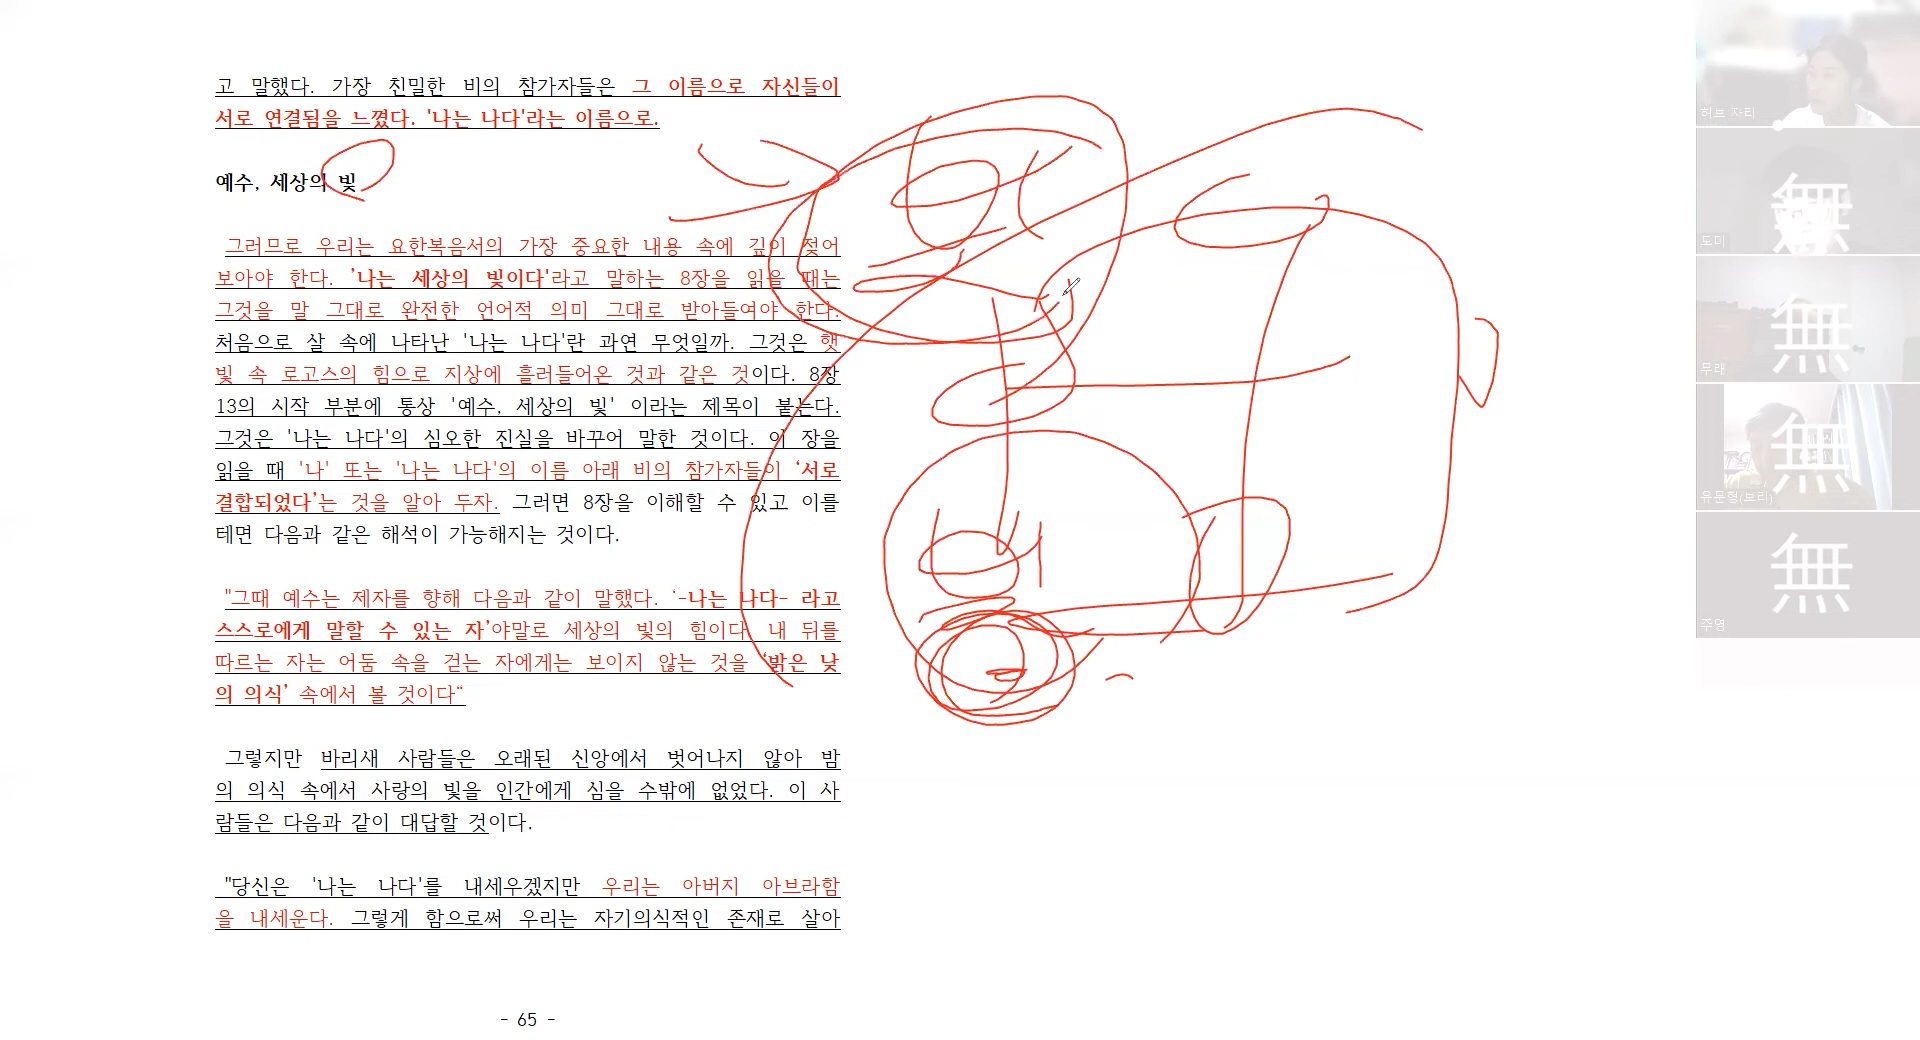 고 말했다. 가장 친밀한 비의 참가자들은 그 이름으로 자신들이
서로 연결됨을 느꼈다. '나는 나다'라는 이름으로.
예수, 세상의 빛
그러므로 우리는 요한복음서의 가장 중요한 내용 속에 깊이 젖어
보아야 한다. '나는 세상의 빛이다'라고 말하는 8장을 읽을 때는
그것을 말 그대로 완전한 언어적 의미 그대로 받아들여야 한다.
처음으로 살 속에 나타난 '나는 나다'란 과연 무엇일까. 그것은 햇
빛 속 로고스의 힘으로 지상에 흘러들어온 것과 같은 것이다. 8장
13의 시작 부분에 통상 '예수, 세상의 빛' 이라는 제목이 붙는다.
그것은 '나는 나다'의 심오한 진실을 바꾸어 말한 것이다. 이 장을
읽을 때 '나' 또는 '나는 나다'의 이름 아래 비의 참가자들이 ‘서로
결합되었다’는 것을 알아 두자. 그러면 8장을 이해할 수 있고 이를
테면 다음과 같은 해석이 가능해지는 것이다.
"그때 예수는 제자를 향해 다음과 같이 말했다. ‘-나는 나다- 라고
스스로에게 말할 수 있는 자’야말로 세상의 빛의 힘이다. 내 뒤를
따르는 자는 어둠 속을 걷는 자에게는 보이지 않는 것을 ‘밝은 낮
의 의식’ 속에서 볼 것이다“
그렇지만 바리새 사람들은 오래된 신앙에서 벗어나지 않아 밤
의 의식 속에서 사랑의 빛을 인간에게 심을 수밖에 없었다. 이 사
람들은 다음과 같이 대답할 것이다.
"당신은 '나는 나다'를 내세우겠지만 우리는 아버지 아브라함
을 내세운다. 그렇게 함으로써 우리는 자기의식적인 존재로 살아
- 65 -
허브 자리
無
도미
無
두래
無
유문형(보리)
無
주영